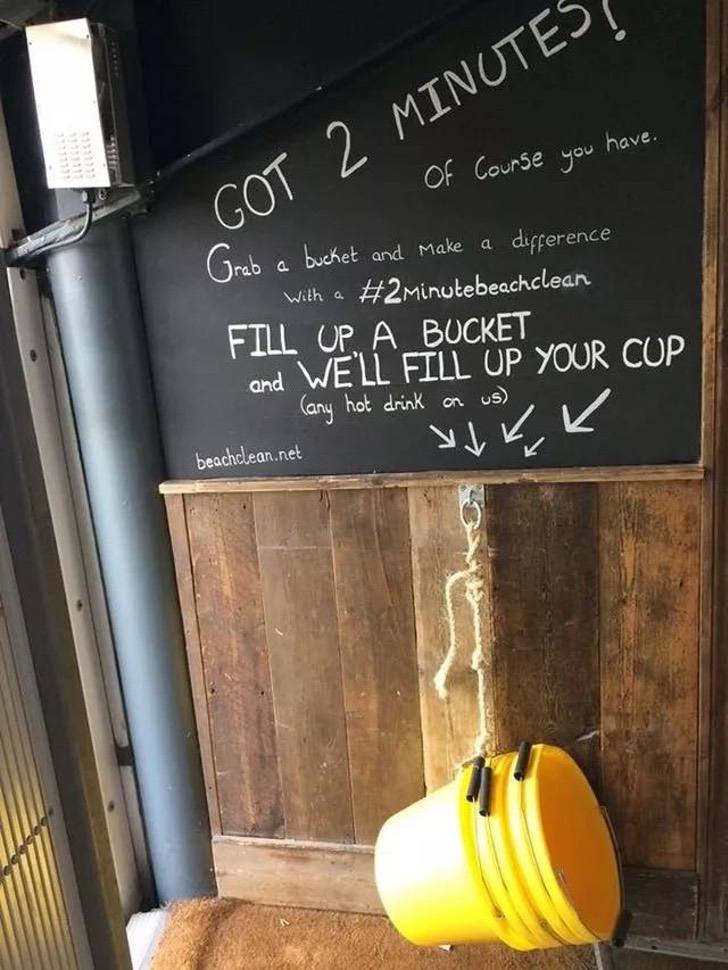 GOT 2 MINUTES?
Of Course you have.
Grab a bucket and make a difference
with a #2minutebeachclean
FILL UP A BUCKET
and WE'LL FILL UP YOUR CUP
(any hot drink on us)
beachclean.net